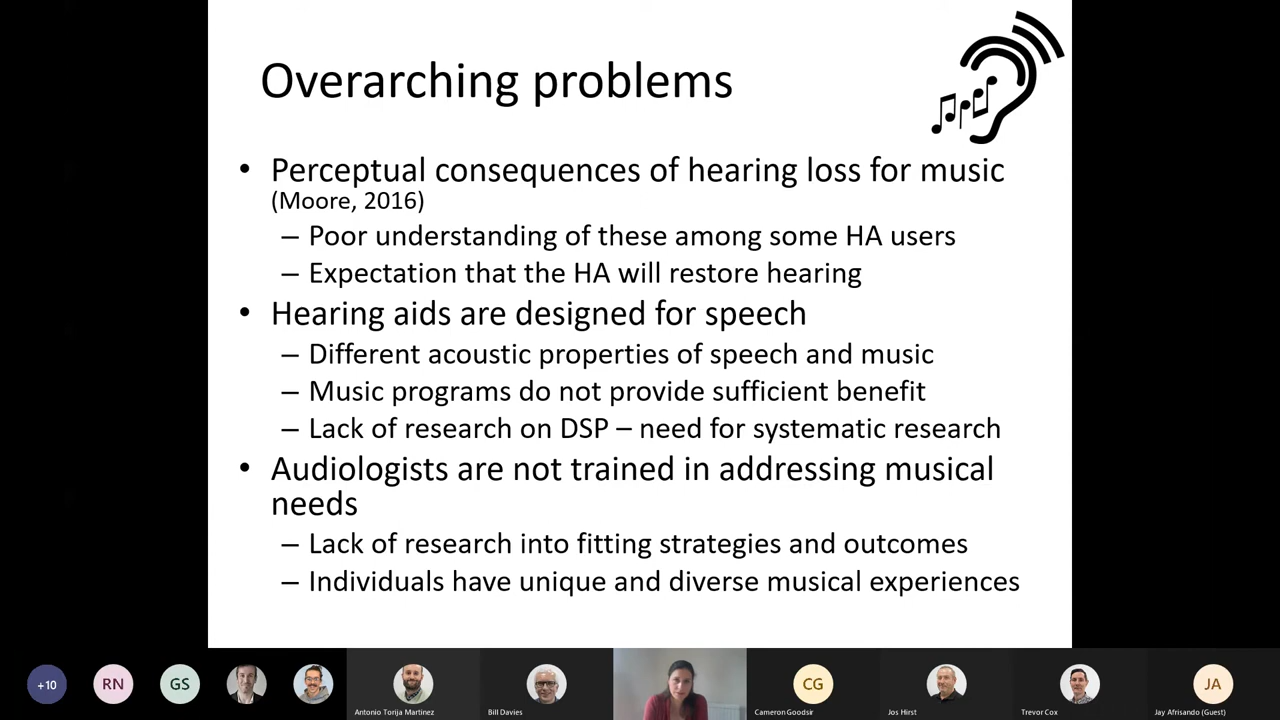 Overarching problems
• Perceptual consequences of hearing loss for music
(Moore, 2016)
– Poor understanding of these among some HA users
– Expectation that the HA will restore hearing
• Hearing aids are designed for speech
– Different acoustic properties of speech and music
– Music programs do not provide sufficient benefit
– Lack of research on DSP – need for systematic research
• Audiologists are not trained in addressing musical
needs
– Lack of research into fitting strategies and outcomes
– Individuals have unique and diverse musical experiences
+10
RN
GS
Antonio Torija Martinez
Bill Davies
CG
Cameron Goodsir
Jos Hirst
Trevor Cox
JA
Jay Afrisando (Guest)